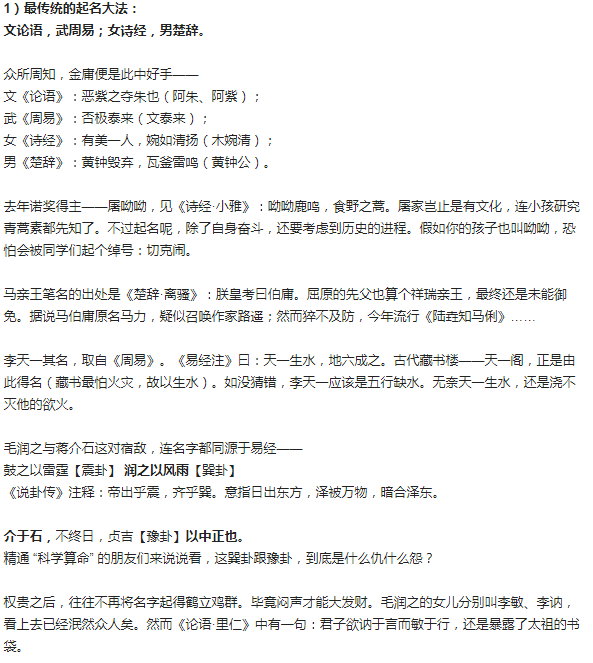 1）最传统的起名大法：
文论语，武周易；女诗经，男楚辞。
众所周知，金庸便是此中好手——
文《论语》：恶紫之夺朱也（阿朱、阿紫）；
武《周易》：否极泰来（文泰来）；
女《诗经》：有美一人，婉如清扬（木婉清）；
男《楚辞》：黄钟毁弃，瓦釜雷鸣（黄钟公）。
去年诺奖得主——屠呦呦，见《诗经·小雅》：呦呦鹿鸣，食野之蒿。屠家岂止是有文化，连小孩研究
青蒿素都先知了。不过起名呢，除了自身奋斗，还要考虑到历史的进程。假如你的孩子也叫呦呦，恐
怕会被同学们起个绰号：切克闹。
马亲王笔名的出处是《楚辞·离骚》：朕皇考曰伯庸。屈原的先父也算个祥瑞亲王，最终还是未能御
免。据说马伯庸原名马力，疑似召唤作家路遥；然而猝不及防，今年流行《陆垚知马俐》……
李天一其名，取自《周易》。《易经注》曰：天一生水，地六成之。古代藏书楼——天一阁，正是由
此得名（藏书最怕火灾，故以生水）。如没猜错，李天一应该是五行缺水。无亲天一生水，还是浇不
灭他的欲火。
毛润之与蒋介石这对宿敌，连名字都同源于易经——
鼓之以雷霆【震卦】 润之以风雨【巽卦】
《说卦传》注释：帝出乎震，齐乎巽。意指日出东方，泽被万物，暗合泽东。
介于石，不终日，贞吉【豫卦】以中正也。
精通 “科学算命” 的朋友们来说说看，这巽卦跟豫卦，到底是什么仇什么怨？
权贵之后，往往不再将名字起得鹤立鸡群。毕竟闷声才能大发财。毛润之的女儿分别叫李敏、李讷，
看上去已经泯然众人矣。然而《论语·里仁》中有一句：君子欲讷于言而敏于行，还是暴露了太祖的书
袋。